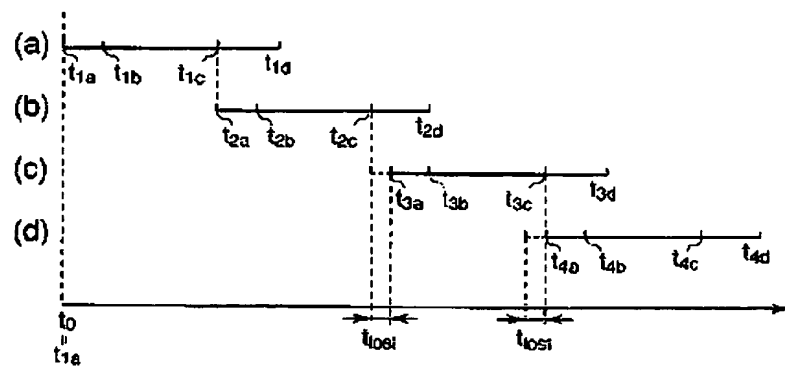 (a) t1a t1b t1c t1d
(b) t2a t2b t2c t2d
(c) t3a t3b t3c t3d
(d) t4a t4b t4c t4d
t0 tlost tlost
"
t1a